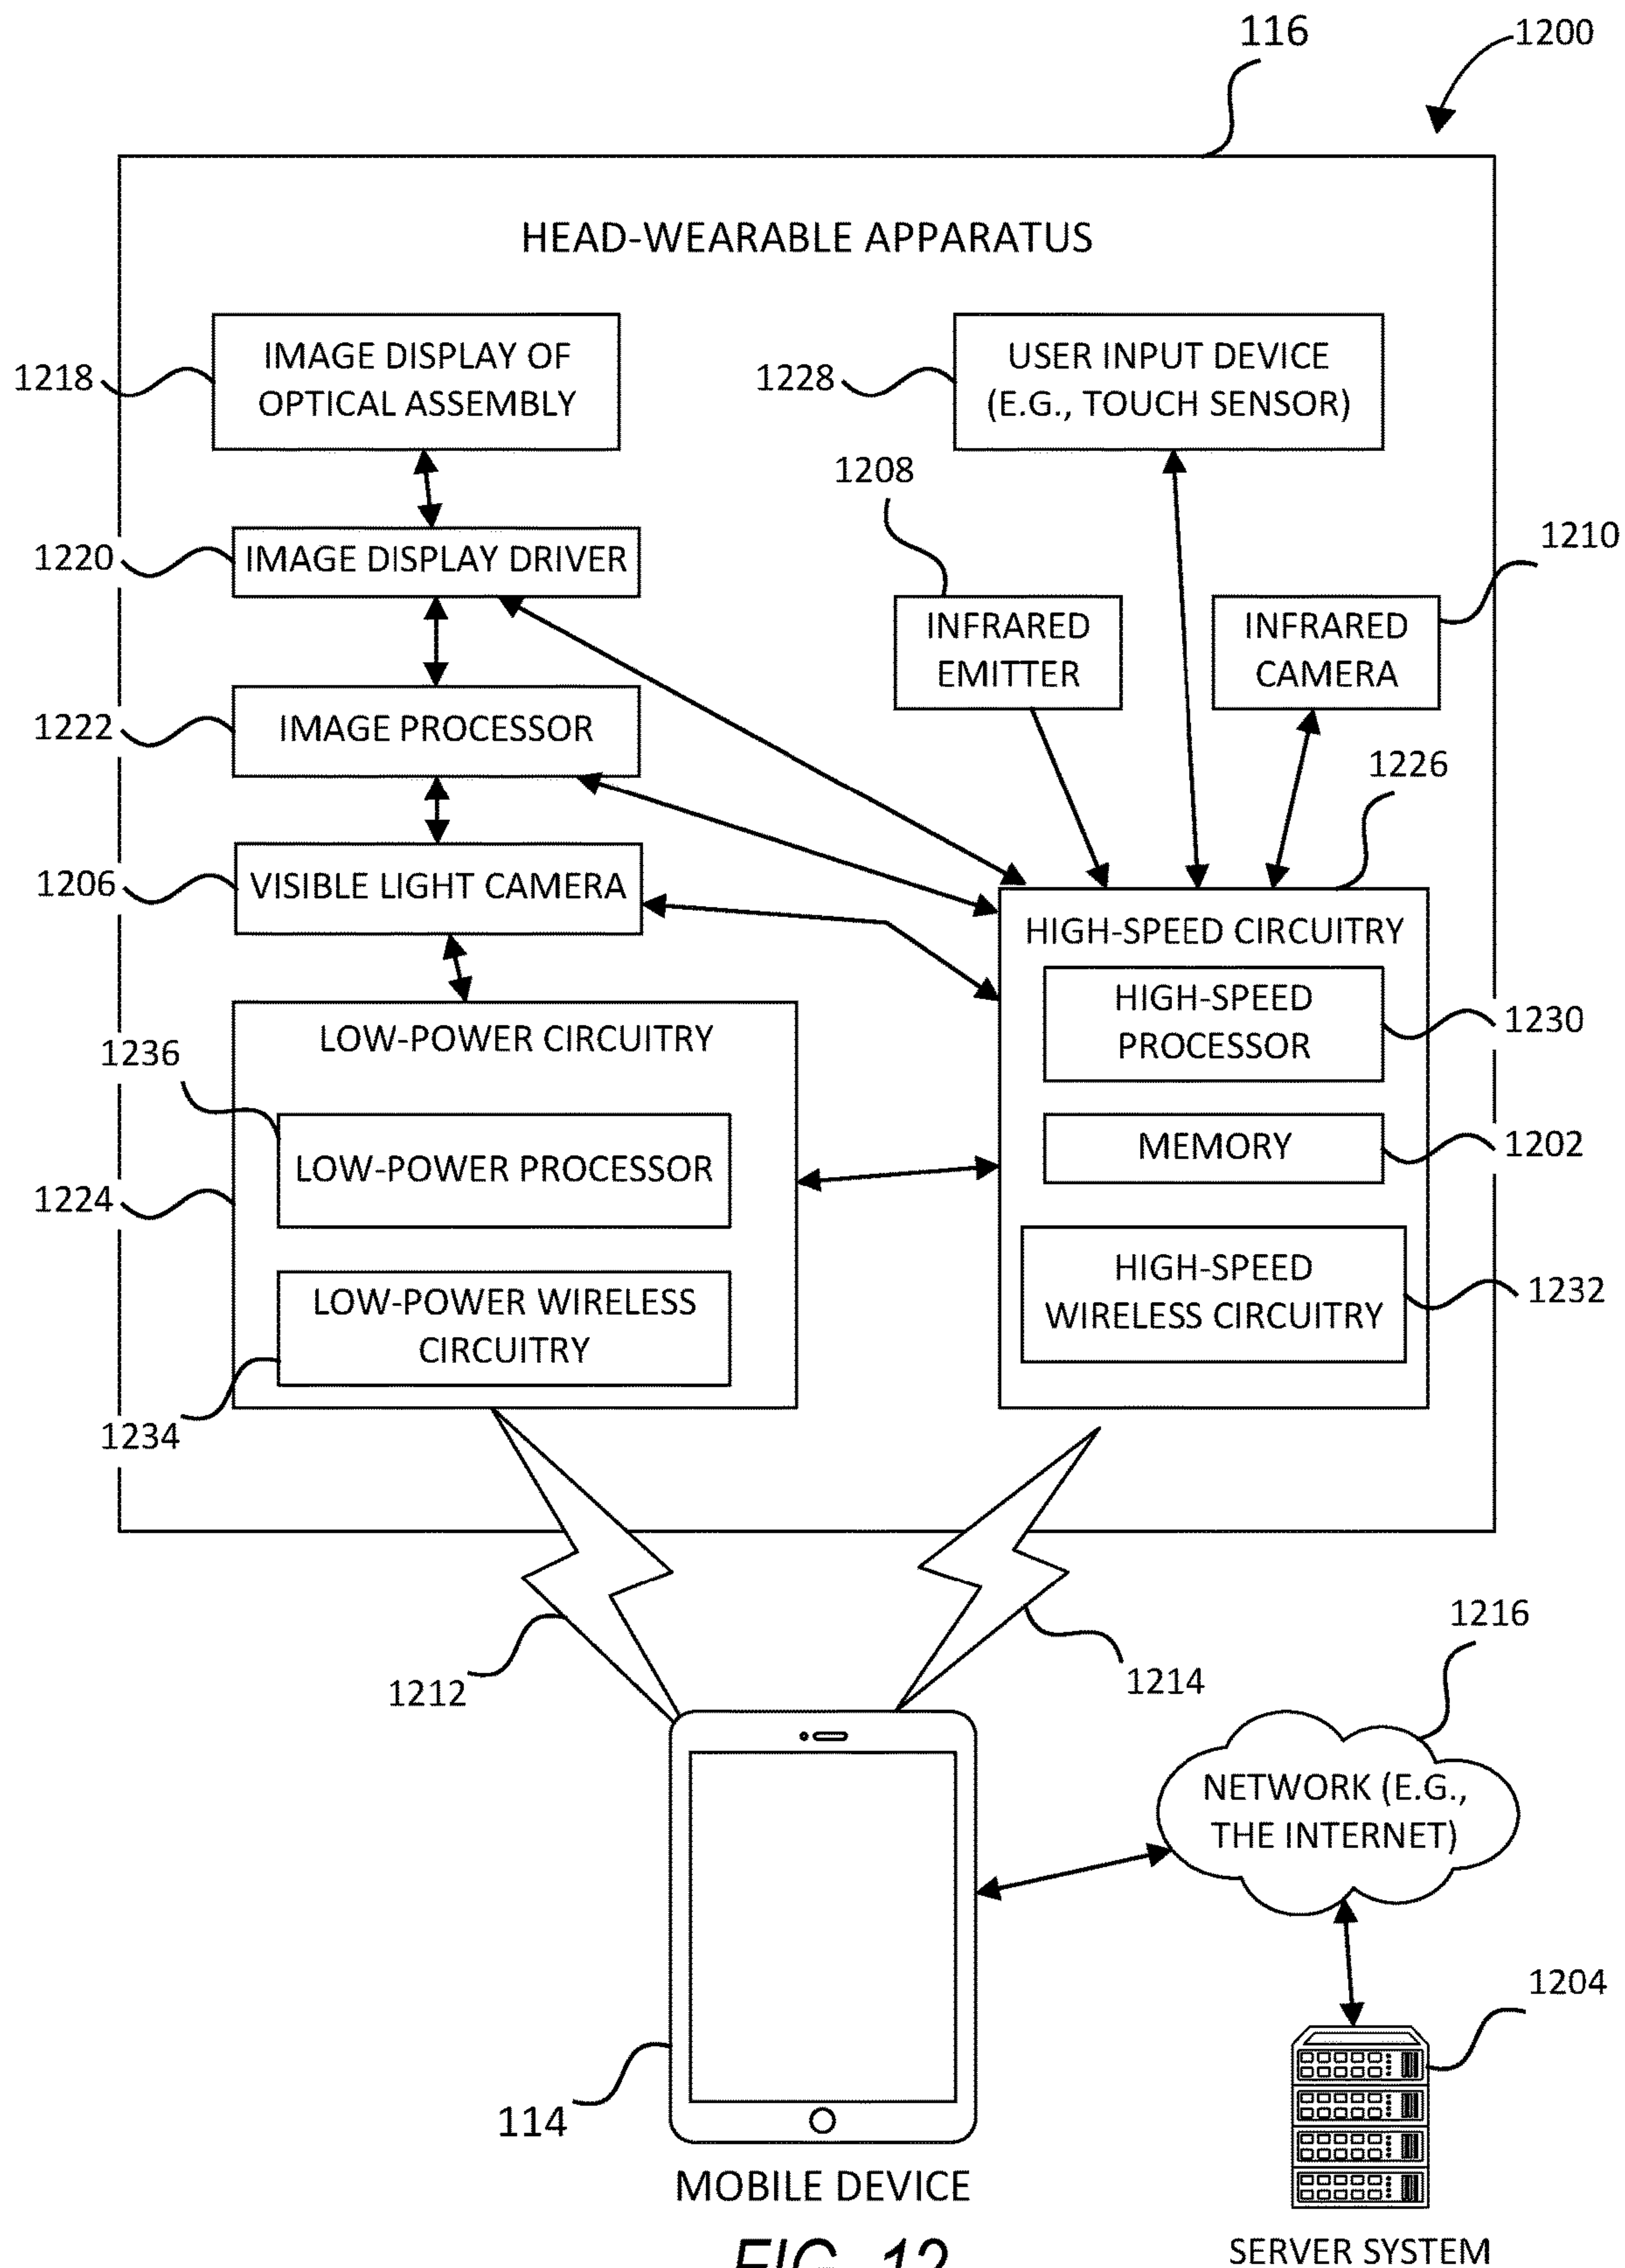 116
1200
HEAD-WEARABLE APPARATUS
1218
IMAGE DISPLAY OF
OPTICAL ASSEMBLY
1228
USER INPUT DEVICE
(E.G., TOUCH SENSOR)
1208
1210
1220
IMAGE DISPLAY DRIVER
INFRARED
EMITTER
INFRARED
CAMERA
1222
IMAGE PROCESSOR
1226
1206
VISIBLE LIGHT CAMERA
HIGH-SPEED CIRCUITRY
HIGH-SPEED
PROCESSOR
1230
LOW-POWER CIRCUITRY
1236
LOW-POWER PROCESSOR
1224
MEMORY
1202
HIGH-SPEED
WIRELESS CIRCUITRY
1232
LOW-POWER WIRELESS
CIRCUITRY
1234
1212
1214
1216
NETWORK (E.G.,
THE INTERNET)
1204
114
MOBILE DEVICE
SERVER SYSTEM
FIG. 12